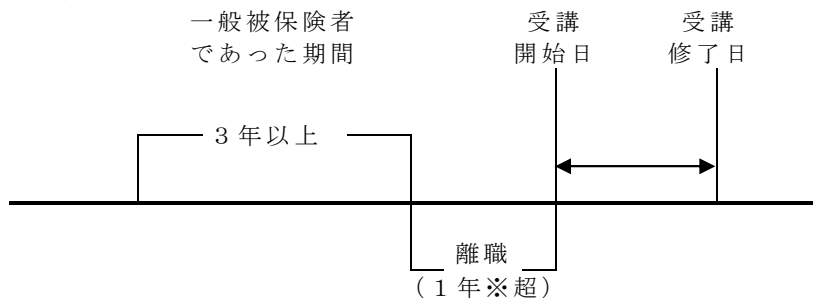 一般被保険者
であった期間
受講
開始日
受講
修了日
3年以上
離職
(1年※超)